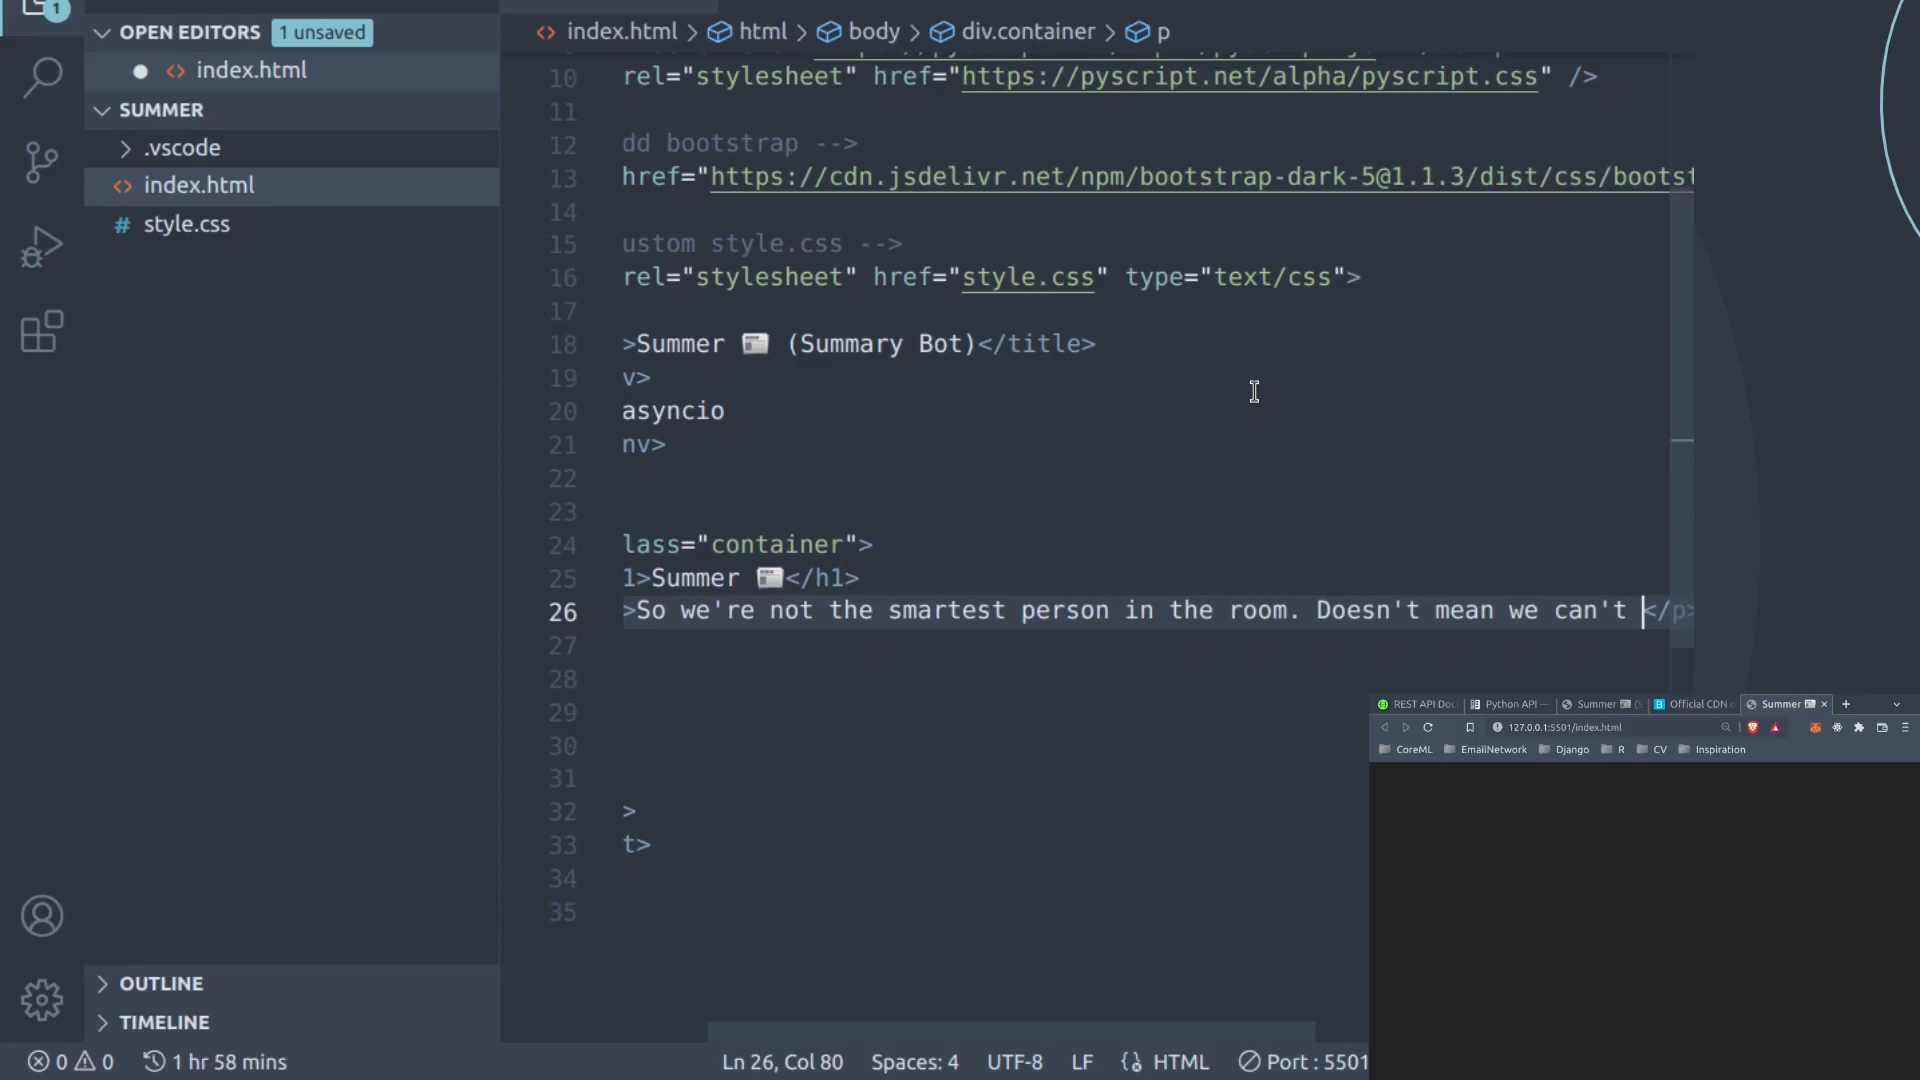 1
OPEN EDITORS 1 unsaved
index.html
SUMMER
.vscode
index.html
# style.css
OUTLINE
TIMELINE
index.html > html > body > div.container > p
10 rel="stylesheet" href="https://pyscript.net/alpha/pyscript.css" />
11
12 dd bootstrap -->
13 href="https://cdn.jsdelivr.net/npm/bootstrap-dark-5@1.1.3/dist/css/boots
14
15 ustom style.css -->
16 rel="stylesheet" href="style.css" type="text/css">
17
18 >Summer 📰 (Summary Bot)</title>
19 v>
20 asyncio
21 nv>
22
23
24 lass="container">
25 1>Summer 📰</h1>
26 >So we're not the smartest person in the room. Doesn't mean we can't </p>
27
28
29
30
31
32 >
33 t>
34
35
REST API Doc Python API — Summer 📰 (S Official CDN o Summer 📰
127.0.0.1:5501/index.html
CoreML EmailNetwork Django R CV Inspiration
0 0 1 hr 58 mins Ln 26, Col 80 Spaces: 4 UTF-8 LF HTML Port : 5501